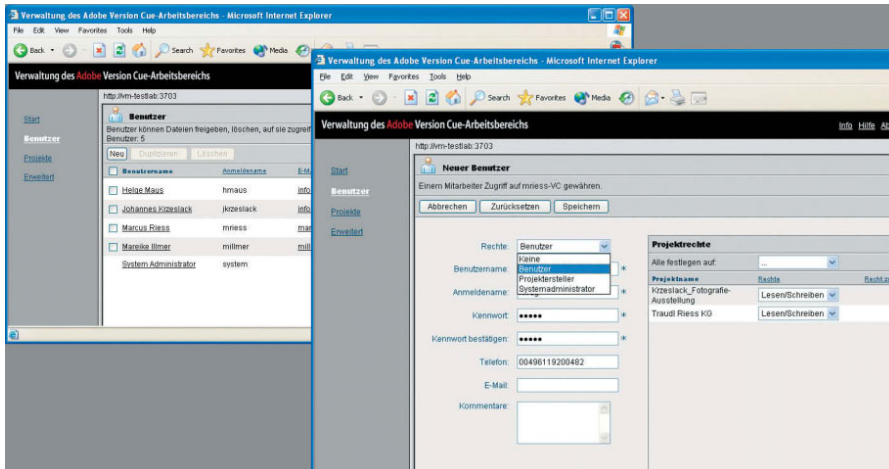 Verwaltung des Adobe Version Cue-Arbeitsbereichs - Microsoft Internet Explorer
File Edit View Favorites Tools Help
Back Search Favorites Media
Verwaltung des Adobe Version Cue-Arbeitsbereichs
http://vm-testlab:3703
Start
Benutzer
Projekte
Erweitert
Benutzer
Benutzer können Dateien freigeben, löschen, auf sie zugreif
Benutzer: 5
Neu Duplizieren Löschen
Benutzername Anmeldename E-Ma
Helge Maus hmaus info
Johannes Krzeslack jkrzeslack info
Marcus Riess mriess mar
Mareike Illmer millmer mill
System Administrator system
Verwaltung des Adobe Version Cue-Arbeitsbereichs - Microsoft Internet Explorer
File Edit View Favorites Tools Help
Back Search Favorites Media
Verwaltung des Adobe Version Cue-Arbeitsbereichs
Info Hilfe Ab
http://vm-testlab:3703
Start
Benutzer
Projekte
Erweitert
Neuer Benutzer
Einem Mitarbeiter Zugriff auf mriess-VC gewähren.
Abbrechen Zurücksetzen Speichern
Rechte: Benutzer
Keine
Benutzer
Projektersteller
Systemadministrator
Benutzername: *
Anmeldename: *
Kennwort: ••••• *
Kennwort bestätigen: ••••• *
Telefon: 00496119200482
E-Mail:
Kommentare:
Projektrechte
Alle festlegen auf: ...
Projektname Rechte
Krzeslack_Fotografie-
Ausstellung Lesen/Schreiben
Traudl Riess KG Lesen/Schreiben